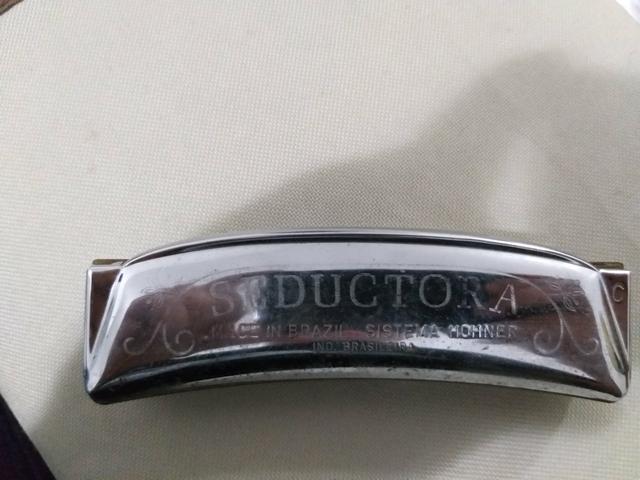 SEDUCTORA
C
MADE IN BRAZIL - SISTEMA HOHNER
IND. BRASILEIRA